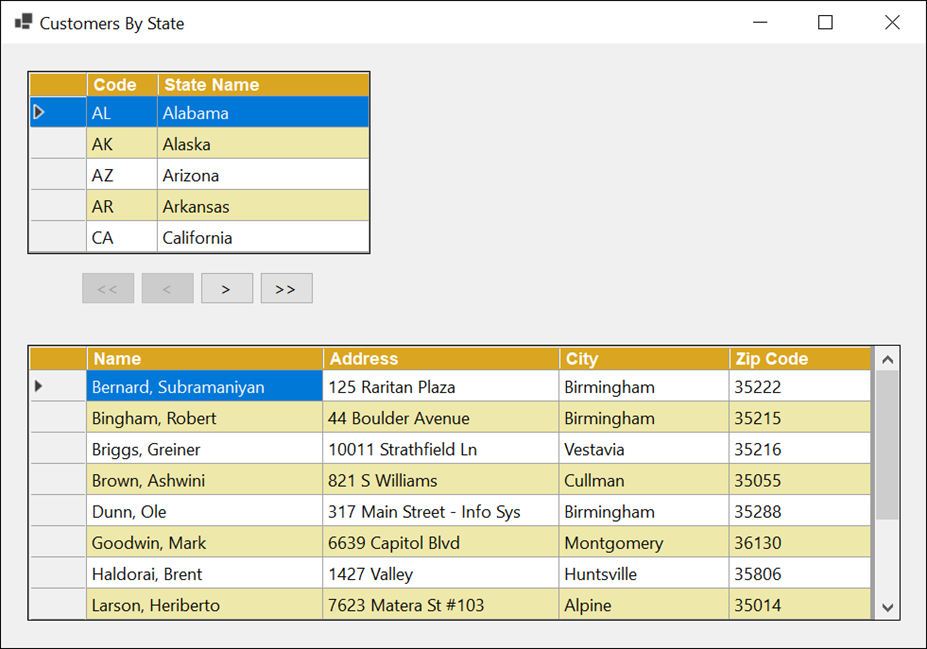 Customers By State
Code State Name
AL Alabama
AK Alaska
AZ Arizona
AR Arkansas
CA California
<< < > >>
Name Address City Zip Code
Bernard, Subramaniyan 125 Raritan Plaza Birmingham 35222
Bingham, Robert 44 Boulder Avenue Birmingham 35215
Briggs, Greiner 10011 Strathfield Ln Vestavia 35216
Brown, Ashwini 821 S Williams Cullman 35055
Dunn, Ole 317 Main Street - Info Sys Birmingham 35288
Goodwin, Mark 6639 Capitol Blvd Montgomery 36130
Haldorai, Brent 1427 Valley Huntsville 35806
Larson, Heriberto 7623 Matera St #103 Alpine 35014